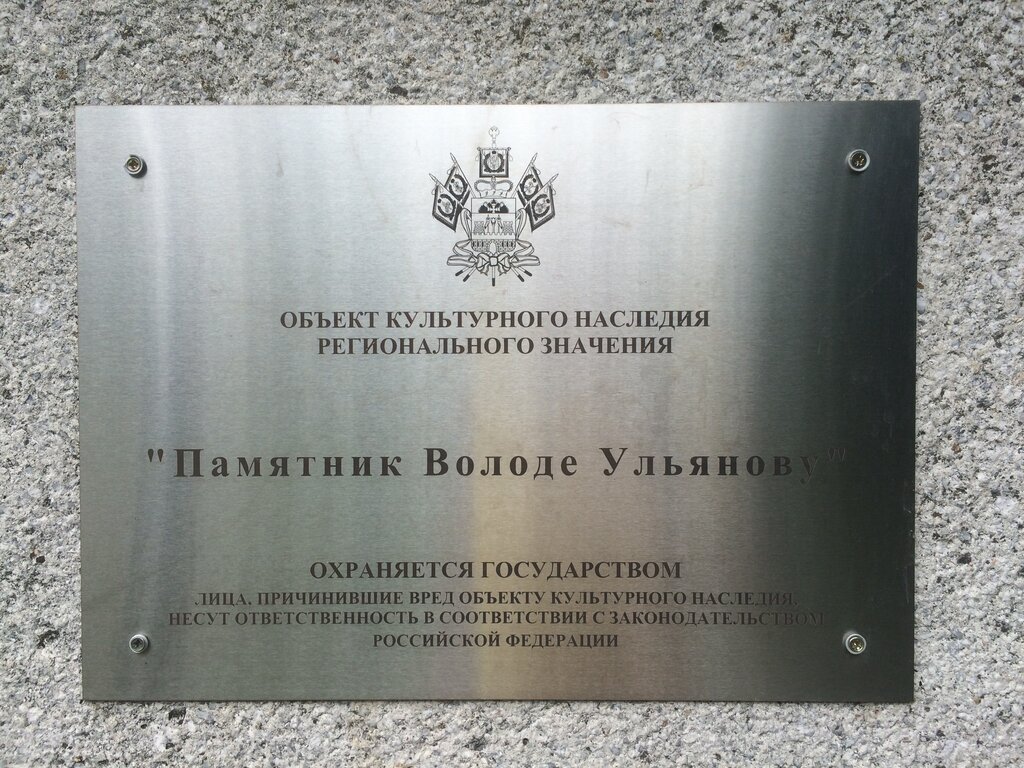 ОБЪЕКТ КУЛЬТУРНОГО НАСЛЕДИЯ
РЕГИОНАЛЬНОГО ЗНАЧЕНИЯ
"Памятник Володе Ульянову"
ОХРАНЯЕТСЯ ГОСУДАРСТВОМ
ЛИЦА, ПРИЧИНИВШИЕ ВРЕД ОБЪЕКТУ КУЛЬТУРНОГО НАСЛЕДИЯ,
НЕСУТ ОТВЕТСТВЕННОСТЬ В СООТВЕТСТВИИ С ЗАКОНОДАТЕЛЬСТВОМ
РОССИЙСКОЙ ФЕДЕРАЦИИ